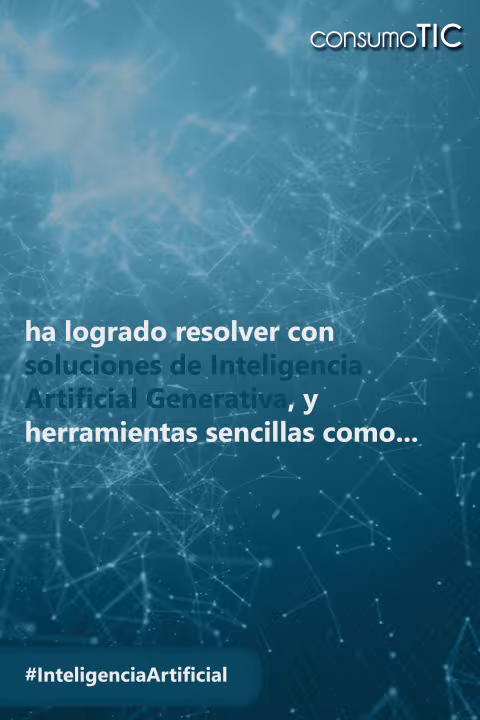 consumoTIC
ha logrado resolver con
soluciones de Inteligencia
Artificial Generativa, y
herramientas sencillas como...
#InteligenciaArtificial